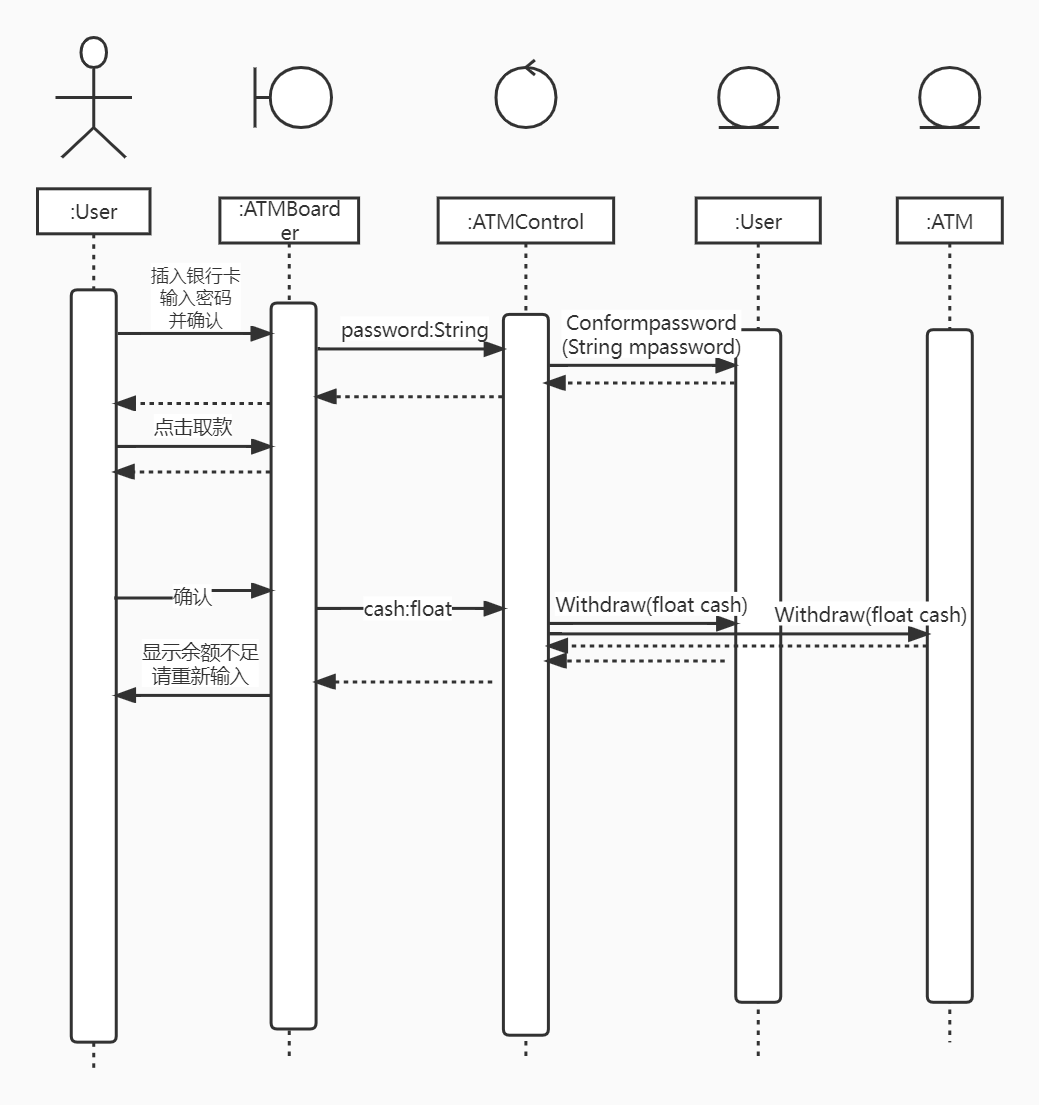 :User
:ATMBoard
er
:ATMControl
:User
:ATM
插入银行卡
输入密码
并确认
password:String
Conformpassword
(String mpassword)
点击取款
确认
cash:float
Withdraw(float cash)
Withdraw(float cash)
显示余额不足
请重新输入